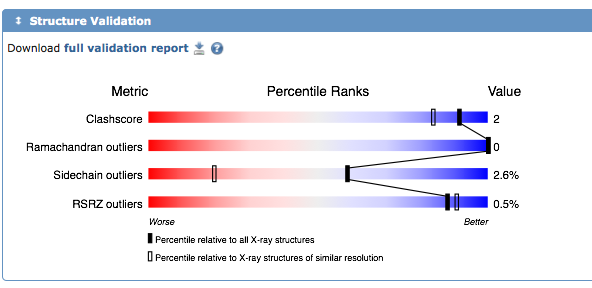 Structure Validation
Download full validation report ?
Metric Percentile Ranks Value
Clashscore 2
Ramachandran outliers 0
Sidechain outliers 2.6%
RSRZ outliers 0.5%
Worse Better
Percentile relative to all X-ray structures
Percentile relative to X-ray structures of similar resolution